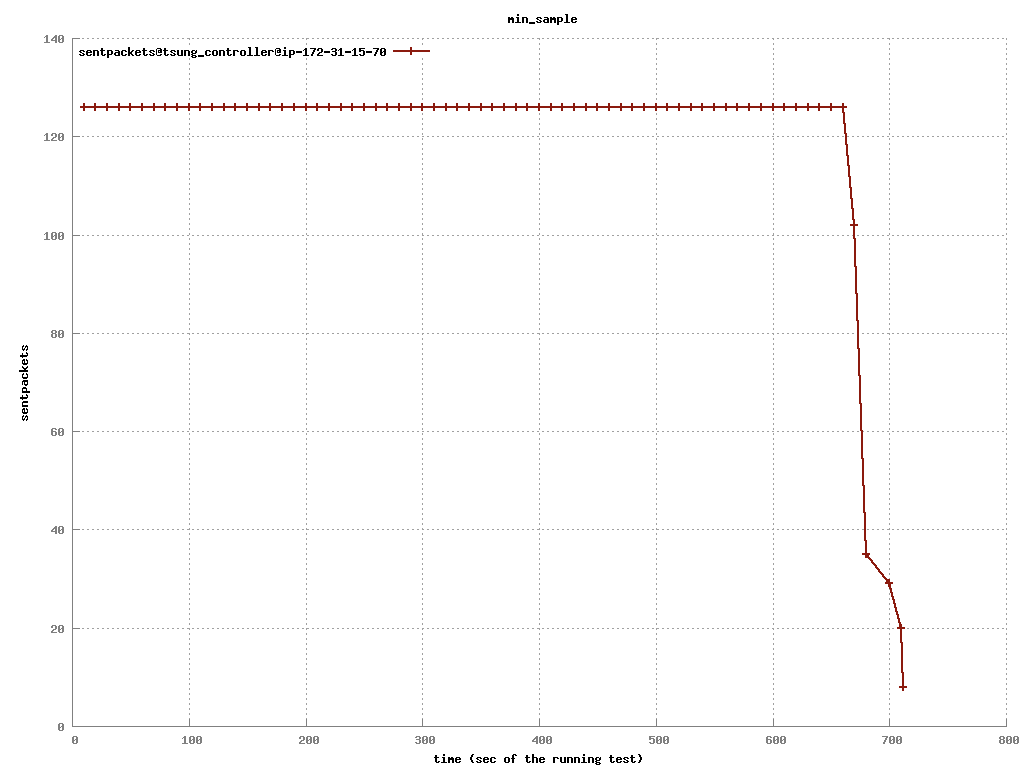 min_sample
140
sentpackets@tsung_controller@ip-172-31-15-70
120
100
80
sentpackets
60
40
20
0
0 100 200 300 400 500 600 700 800
time (sec of the running test)